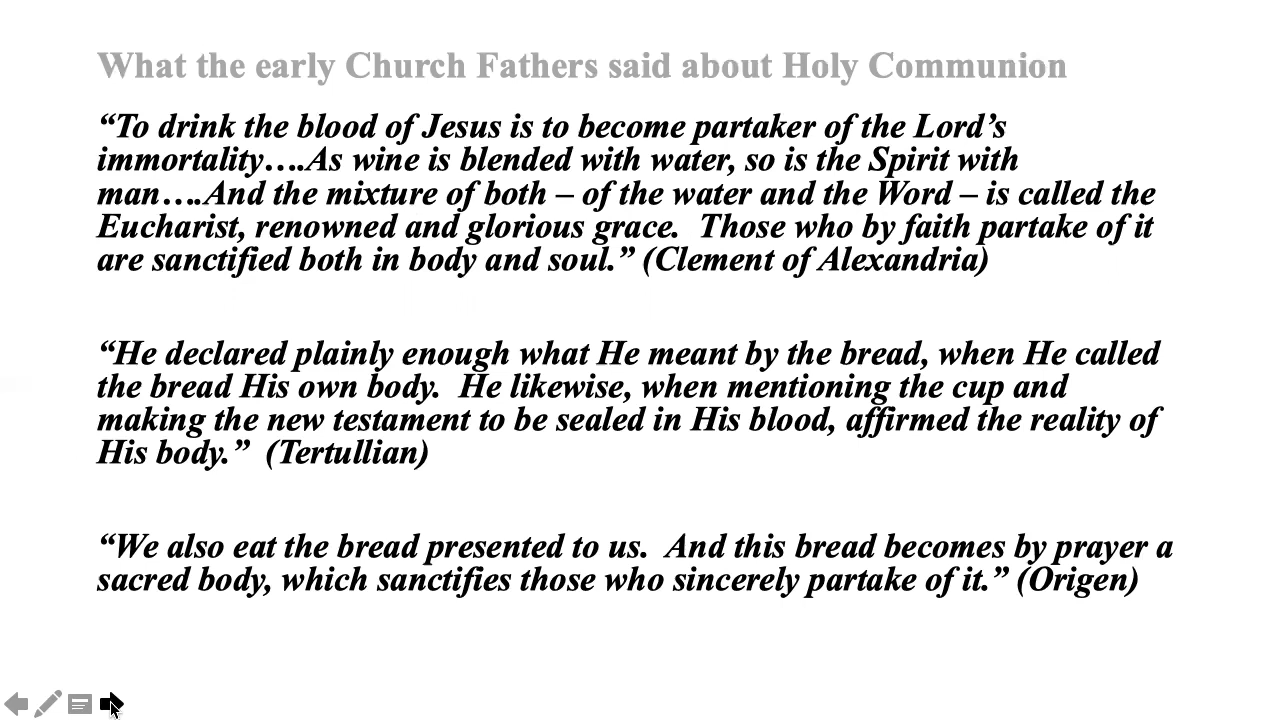 What the early Church Fathers said about Holy Communion
“To drink the blood of Jesus is to become partaker of the Lord’s
immortality….As wine is blended with water, so is the Spirit with
man….And the mixture of both – of the water and the Word – is called the
Eucharist, renowned and glorious grace.  Those who by faith partake of it
are sanctified both in body and soul.” (Clement of Alexandria)
“He declared plainly enough what He meant by the bread, when He called
the bread His own body.  He likewise, when mentioning the cup and
making the new testament to be sealed in His blood, affirmed the reality of
His body.”  (Tertullian)
“We also eat the bread presented to us.  And this bread becomes by prayer a
sacred body, which sanctifies those who sincerely partake of it.” (Origen)